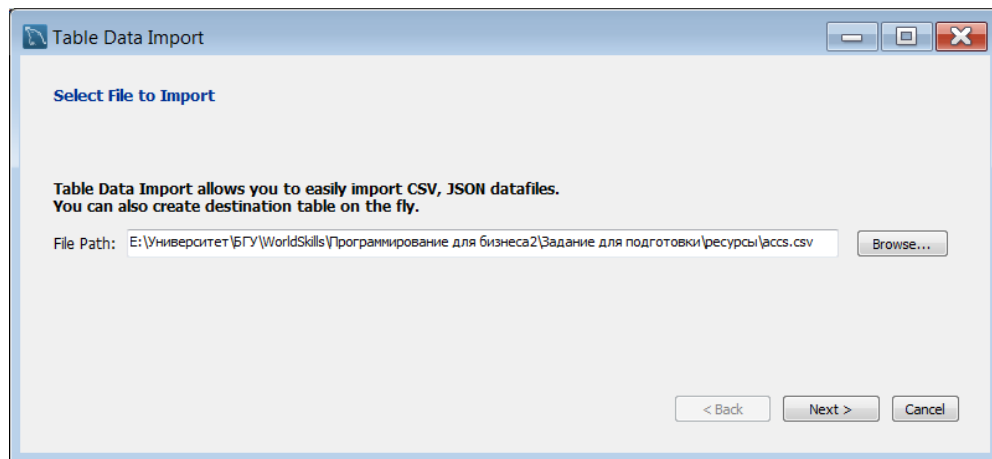 Table Data Import
Select File to Import
Table Data Import allows you to easily import CSV, JSON datafiles.
You can also create destination table on the fly.
File Path: E:\Университет\БГУ\WorldSkills\Программирование для бизнеса2\Задание для подготовки\ресурсы\accs.csv Browse...
< Back Next > Cancel